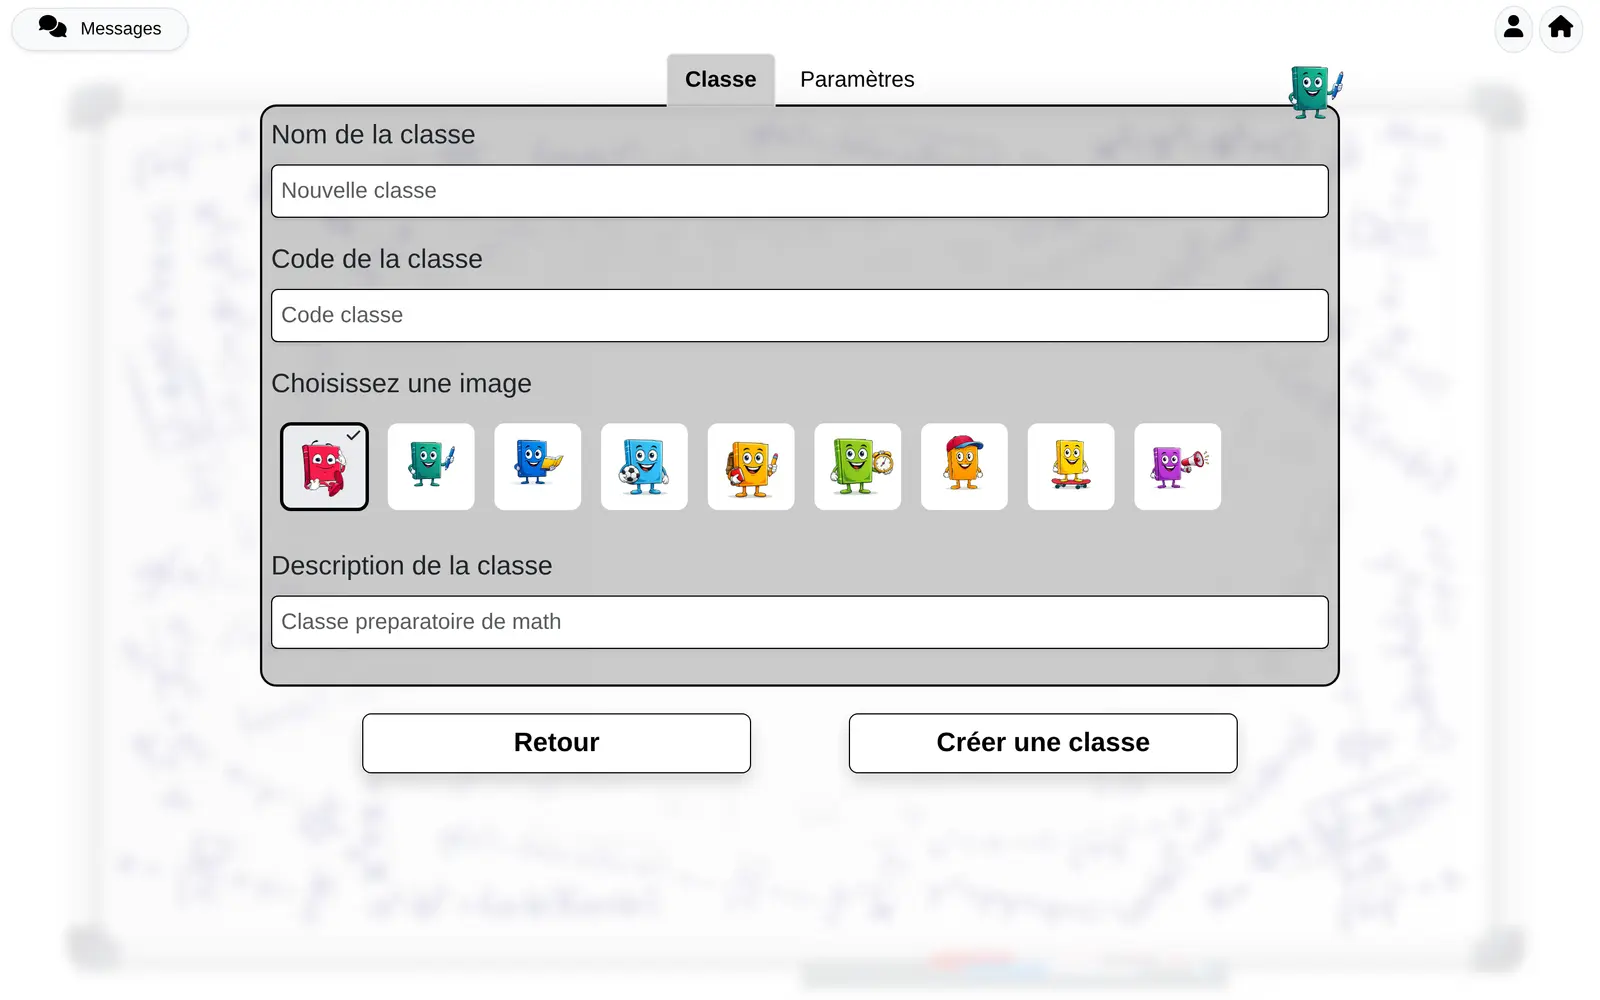 Messages
Classe
Paramètres
Nom de la classe
Nouvelle classe
Code de la classe
Code classe
Choisissez une image
Description de la classe
Classe preparatoire de math
Retour
Créer une classe